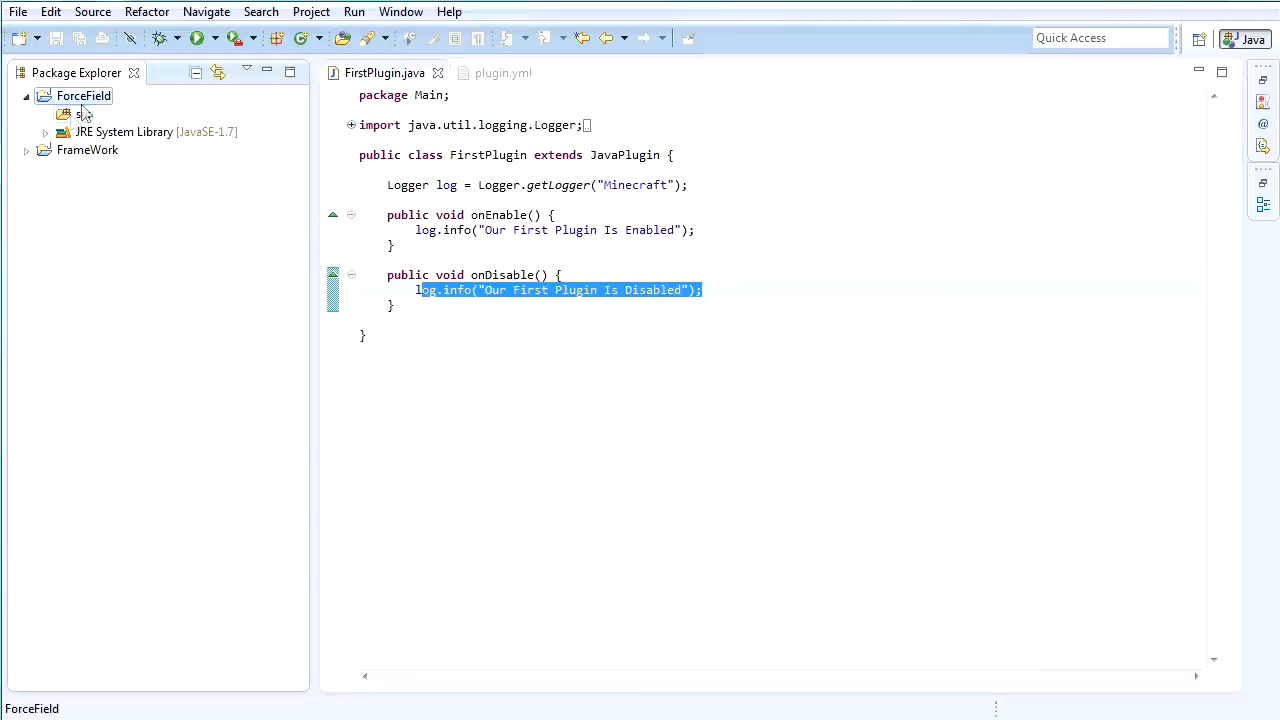 File Edit Source Refactor Navigate Search Project Run Window Help
Quick Access
Java
Package Explorer
FirstPlugin.java
plugin.yml
ForceField
JRE System Library [JavaSE-1.7]
FrameWork
package Main;
import java.util.logging.Logger;
public class FirstPlugin extends JavaPlugin {
Logger log = Logger.getLogger("Minecraft");
public void onEnable() {
log.info("Our First Plugin Is Enabled");
}
public void onDisable() {
log.info("Our First Plugin Is Disabled");
}
}
ForceField